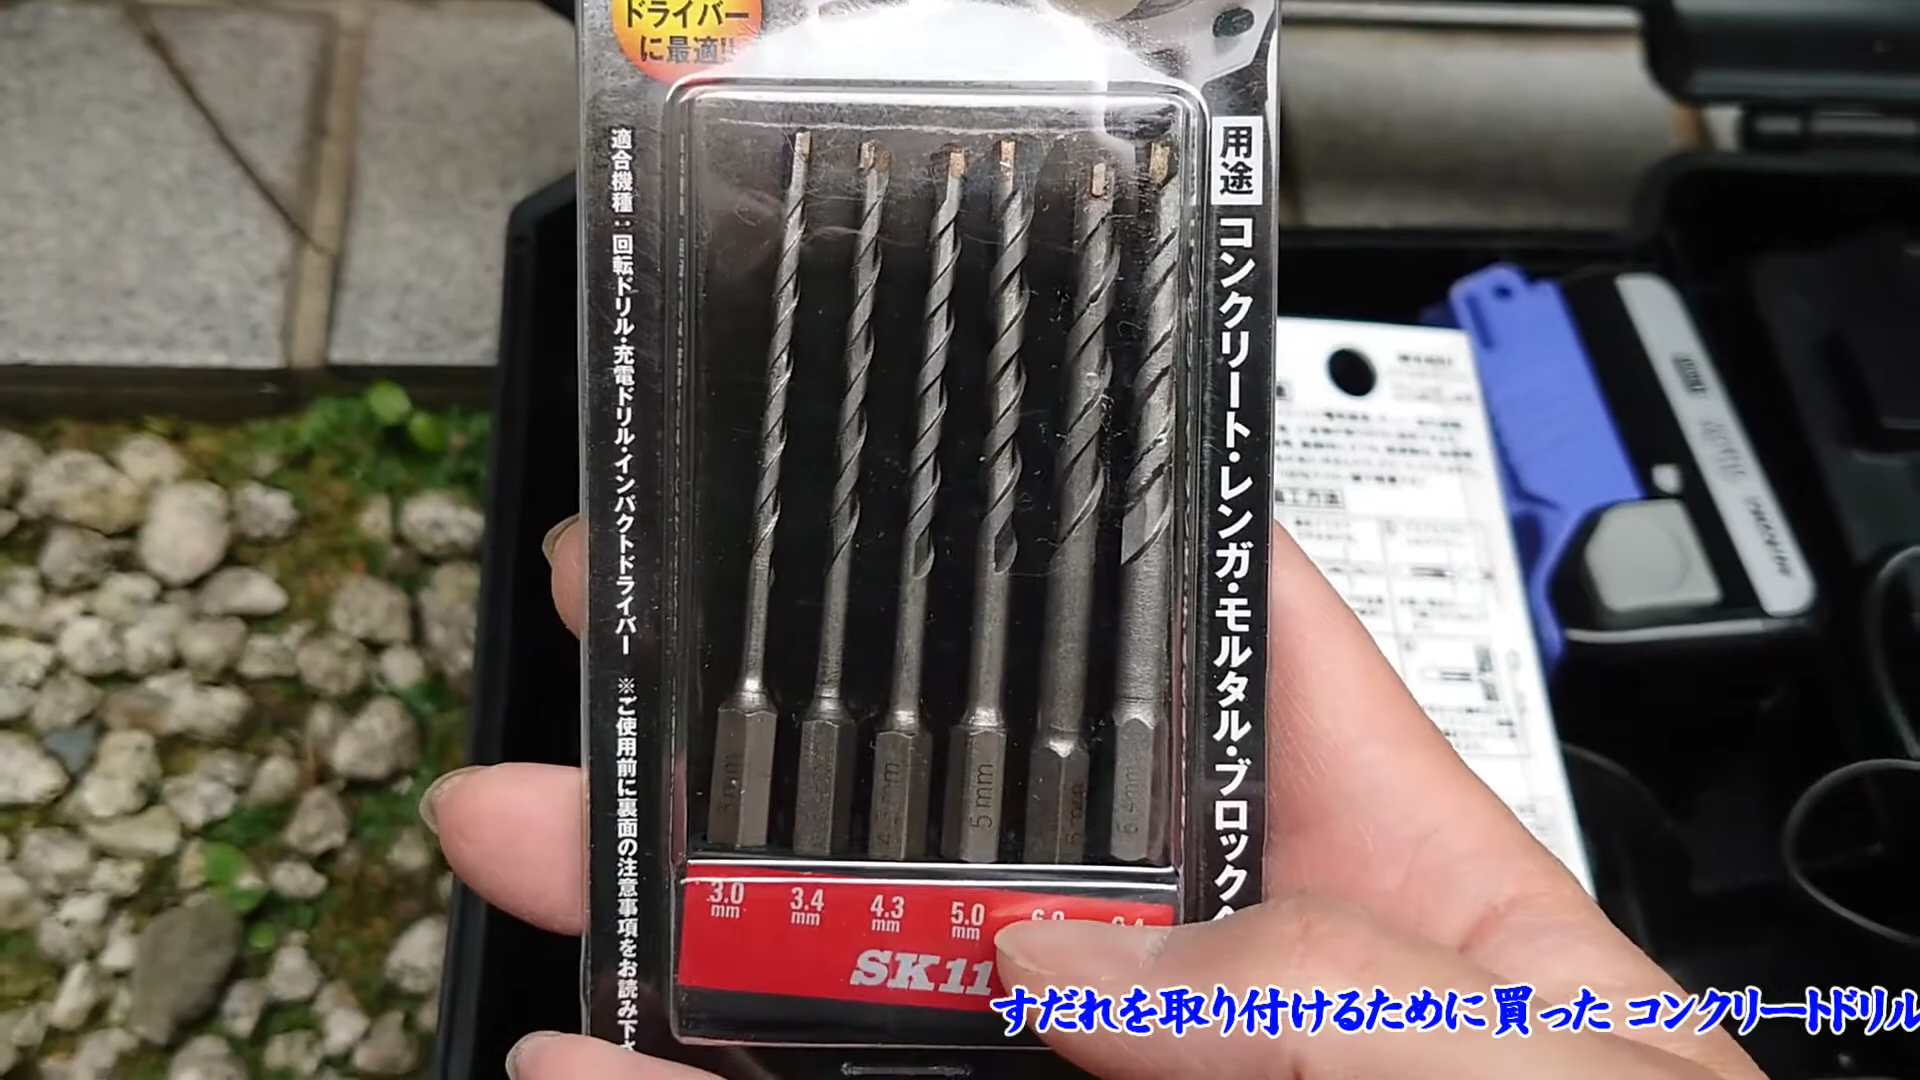 ドライバー
に最適!!
用途
コンクリート・レンガ・モルタル・ブロック
適合機種:回転ドリル・充電ドリル・インパクトドライバー
※ご使用前に裏面の注意事項をお読み下
5mm
3.0 mm
3.4 mm
4.3 mm
5.0 mm
SK11
すだれを取り付けるために買った コンクリートドリル